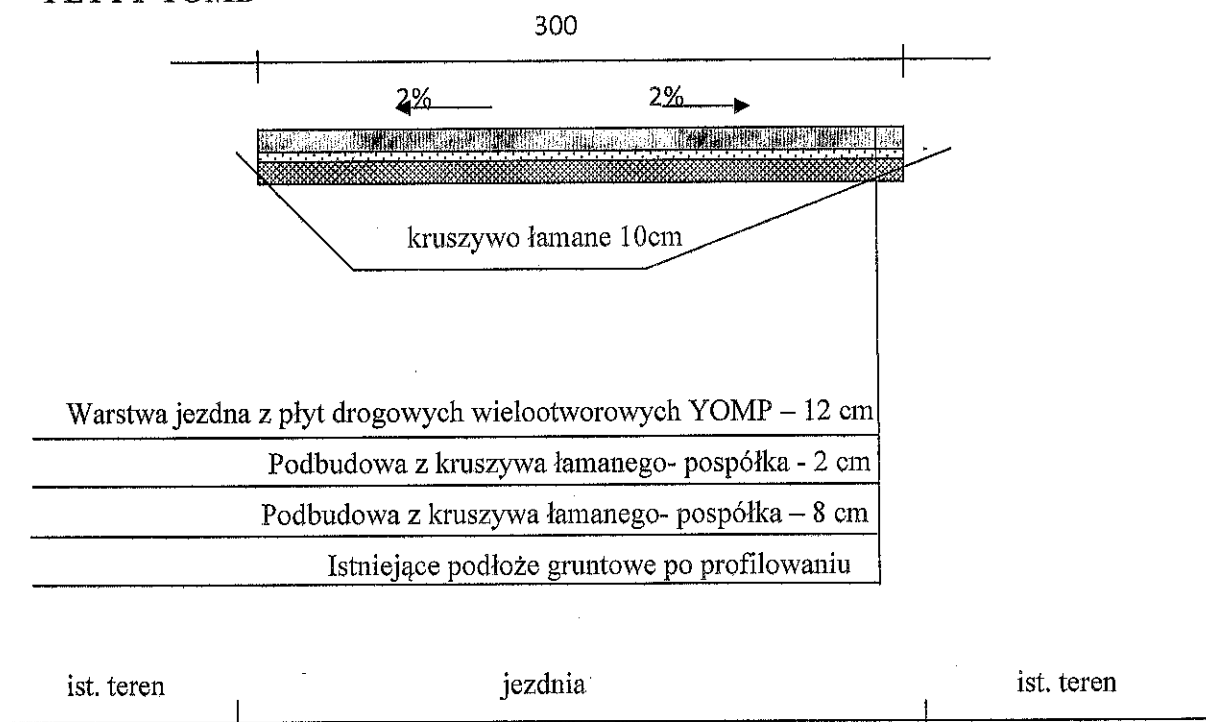 300
2% 2%
kruszywo łamane 10cm
Warstwa jezdna z płyt drogowych wielootworowych YOMP – 12 cm
Podbudowa z kruszywa łamanego- pospółka - 2 cm
Podbudowa z kruszywa łamanego- pospółka – 8 cm
Istniejące podłoże gruntowe po profilowaniu
ist. teren jezdnia ist. teren